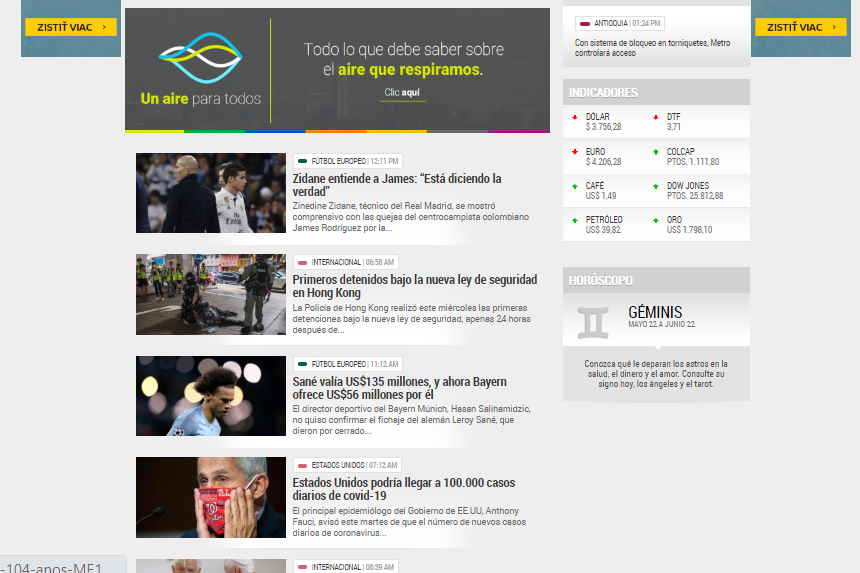 ZISTIŤ VIAC ›
Todo lo que debe saber sobre
el aire que respiramos.
Clic aquí
Un aire para todos
ANTIOQUIA | 01:24 PM
Con sistema de bloqueo en torniquetes, Metro
controlará acceso
ZISTIŤ VIAC ›
INDICADORES
DÓLAR
$ 3.756,28
DTF
3,71
EURO
$ 4.206,28
COLCAP
PTOS. 1.111,80
CAFÉ
US$ 1,49
DOW JONES
PTOS. 25.812,88
PETRÓLEO
US$ 39,82
ORO
US$ 1.798,10
HORÓSCOPO
GÉMINIS
MAYO 22 A JUNIO 22
Conozca qué le deparan los astros en la
salud, el dinero y el amor. Consulte su
signo hoy, los ángeles y el tarot.
FÚTBOL EUROPEO | 12:11 PM
Zidane entiende a James: “Está diciendo la
verdad”
Zinedine Zidane, técnico del Real Madrid, se mostró
comprensivo con las quejas del centrocampista colombiano
James Rodríguez por la...
INTERNACIONAL | 06:58 AM
Primeros detenidos bajo la nueva ley de seguridad
en Hong Kong
La Policía de Hong Kong realizó este miércoles las primeras
detenciones bajo la nueva ley de seguridad, apenas 24 horas
después de...
FÚTBOL EUROPEO | 11:12 AM
Sané valía US$135 millones, y ahora Bayern
ofrece US$56 millones por él
El director deportivo del Bayern Múnich, Hasan Salihamidzic,
no quiso confirmar el fichaje del alemán Leroy Sané, que
dieron por cerrado...
ESTADOS UNIDOS | 07:12 AM
Estados Unidos podría llegar a 100.000 casos
diarios de covid-19
El principal epidemiólogo del Gobierno de EE.UU, Anthony
Fauci, avisó este martes de que el número de nuevos casos
diarios de coronavirus...
INTERNACIONAL | 08:39 AM
-104-anos-MF1